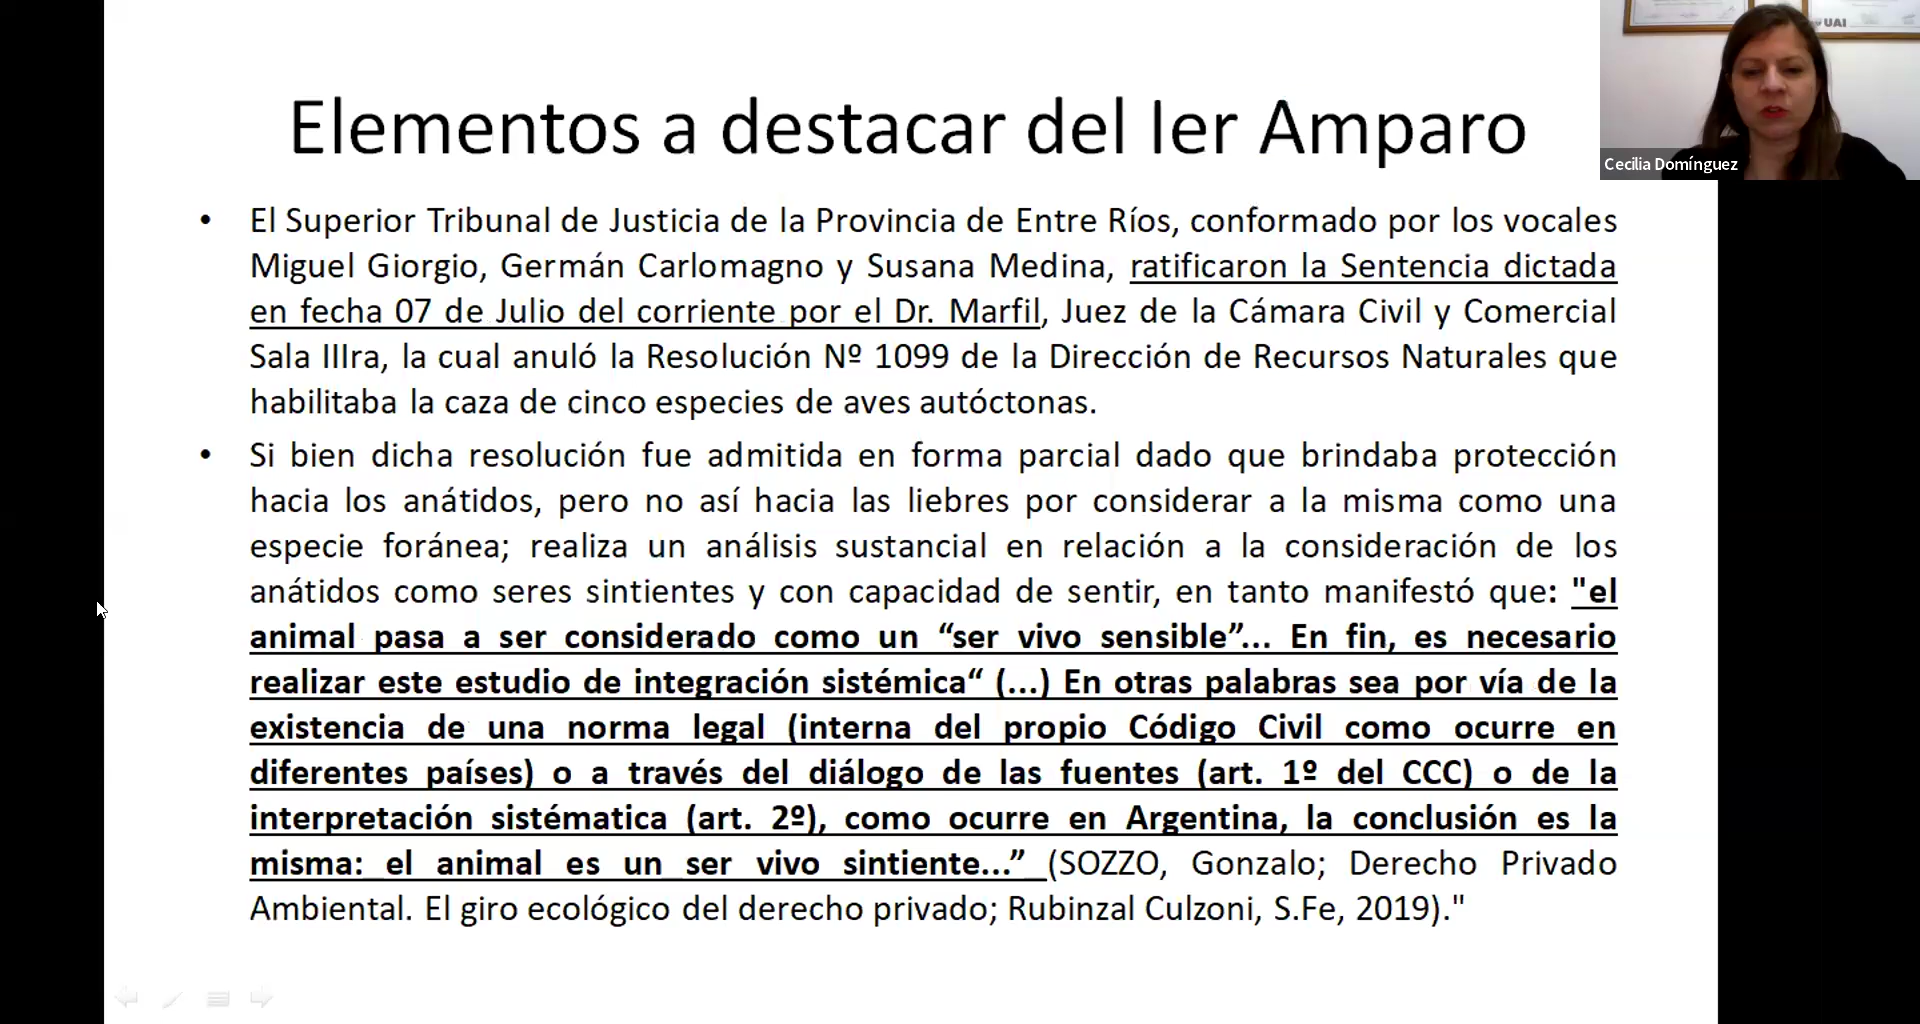 Elementos a destacar del Ier Amparo
UAI
Cecilia Domínguez
• El Superior Tribunal de Justicia de la Provincia de Entre Ríos, conformado por los vocales
Miguel Giorgio, Germán Carlomagno y Susana Medina, ratificaron la Sentencia dictada
en fecha 07 de Julio del corriente por el Dr. Marfil, Juez de la Cámara Civil y Comercial
Sala IIIra, la cual anuló la Resolución Nº 1099 de la Dirección de Recursos Naturales que
habilitaba la caza de cinco especies de aves autóctonas.
• Si bien dicha resolución fue admitida en forma parcial dado que brindaba protección
hacia los anátidos, pero no así hacia las liebres por considerar a la misma como una
especie foránea; realiza un análisis sustancial en relación a la consideración de los
anátidos como seres sintientes y con capacidad de sentir, en tanto manifestó que: "el
animal pasa a ser considerado como un “ser vivo sensible”... En fin, es necesario
realizar este estudio de integración sistémica“ (...) En otras palabras sea por vía de la
existencia de una norma legal (interna del propio Código Civil como ocurre en
diferentes países) o a través del diálogo de las fuentes (art. 1º del CCC) o de la
interpretación sistématica (art. 2º), como ocurre en Argentina, la conclusión es la
misma: el animal es un ser vivo sintiente...” (SOZZO, Gonzalo; Derecho Privado
Ambiental. El giro ecológico del derecho privado; Rubinzal Culzoni, S.Fe, 2019)."